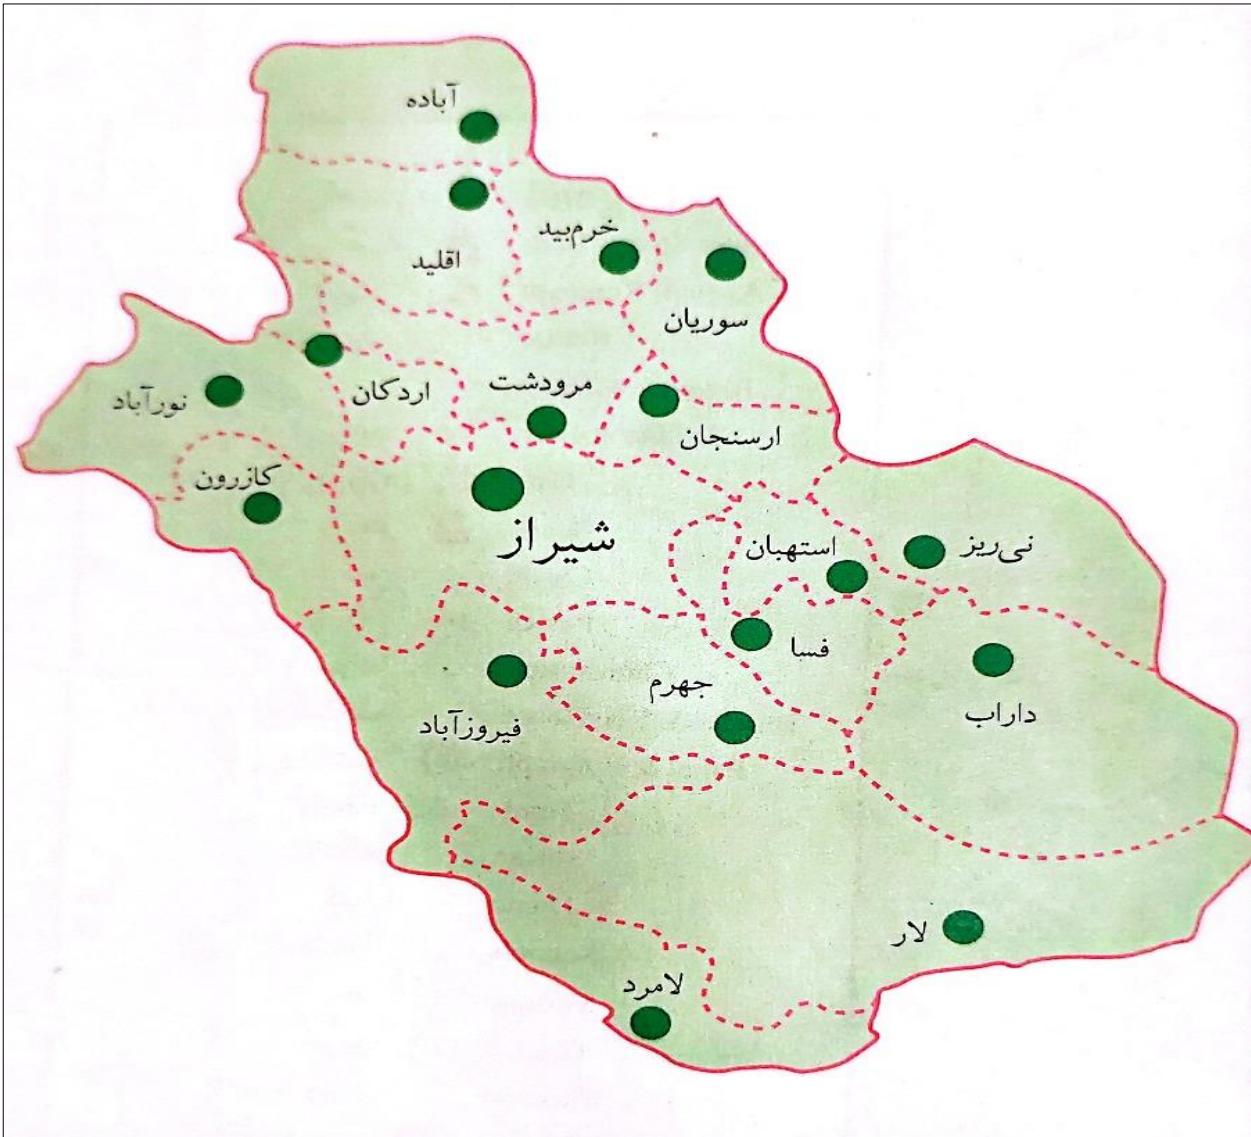 آباده
خرم‌بید
اقلید
سوریان
مرودشت
اردکان
نورآباد
ارسنجان
کازرون
شیراز
استهبان
نی‌ریز
فسا
جهرم
داراب
فیروزآباد
لار
لامرد